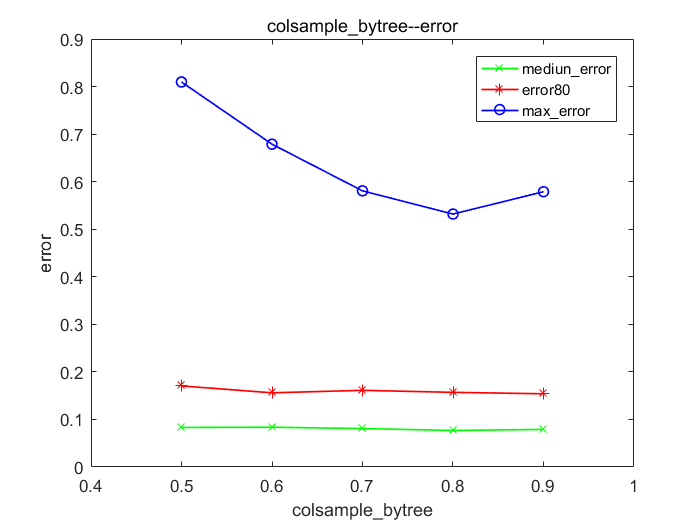 colsample_bytree--error
mediun_error
error80
max_error
error
0.9
0.8
0.7
0.6
0.5
0.4
0.3
0.2
0.1
0
0.4 0.5 0.6 0.7 0.8 0.9 1
colsample_bytree